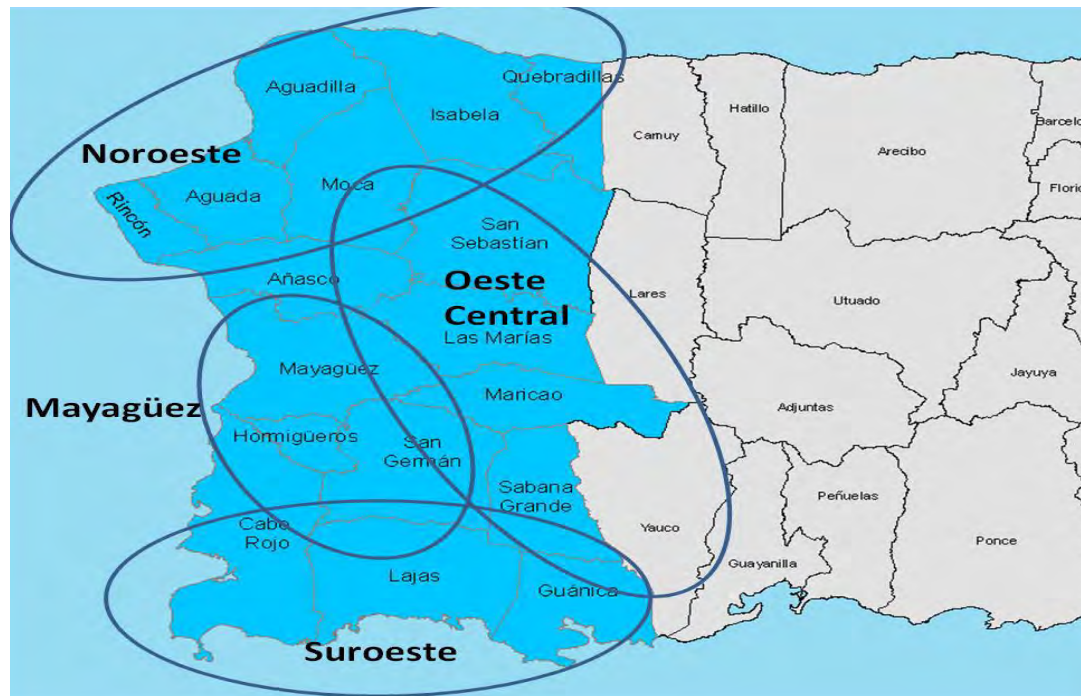 Aguadilla
Quebradillas
Isabela
Noroeste
Moca
Aguada
Rincón
San
Sebastían
Añasco
Oeste
Central
Las Marías
Mayagüez
Mayagüez
Maricao
Hormigüeros
San
Germán
Sabana
Grande
Cabo
Rojo
Lajas
Guánica
Suroeste
Camuy
Hatillo
Arecibo
Barcelo
Florid
Lares
Utuado
Jayuya
Adjuntas
Yauco
Peñuelas
Guayanilla
Ponce